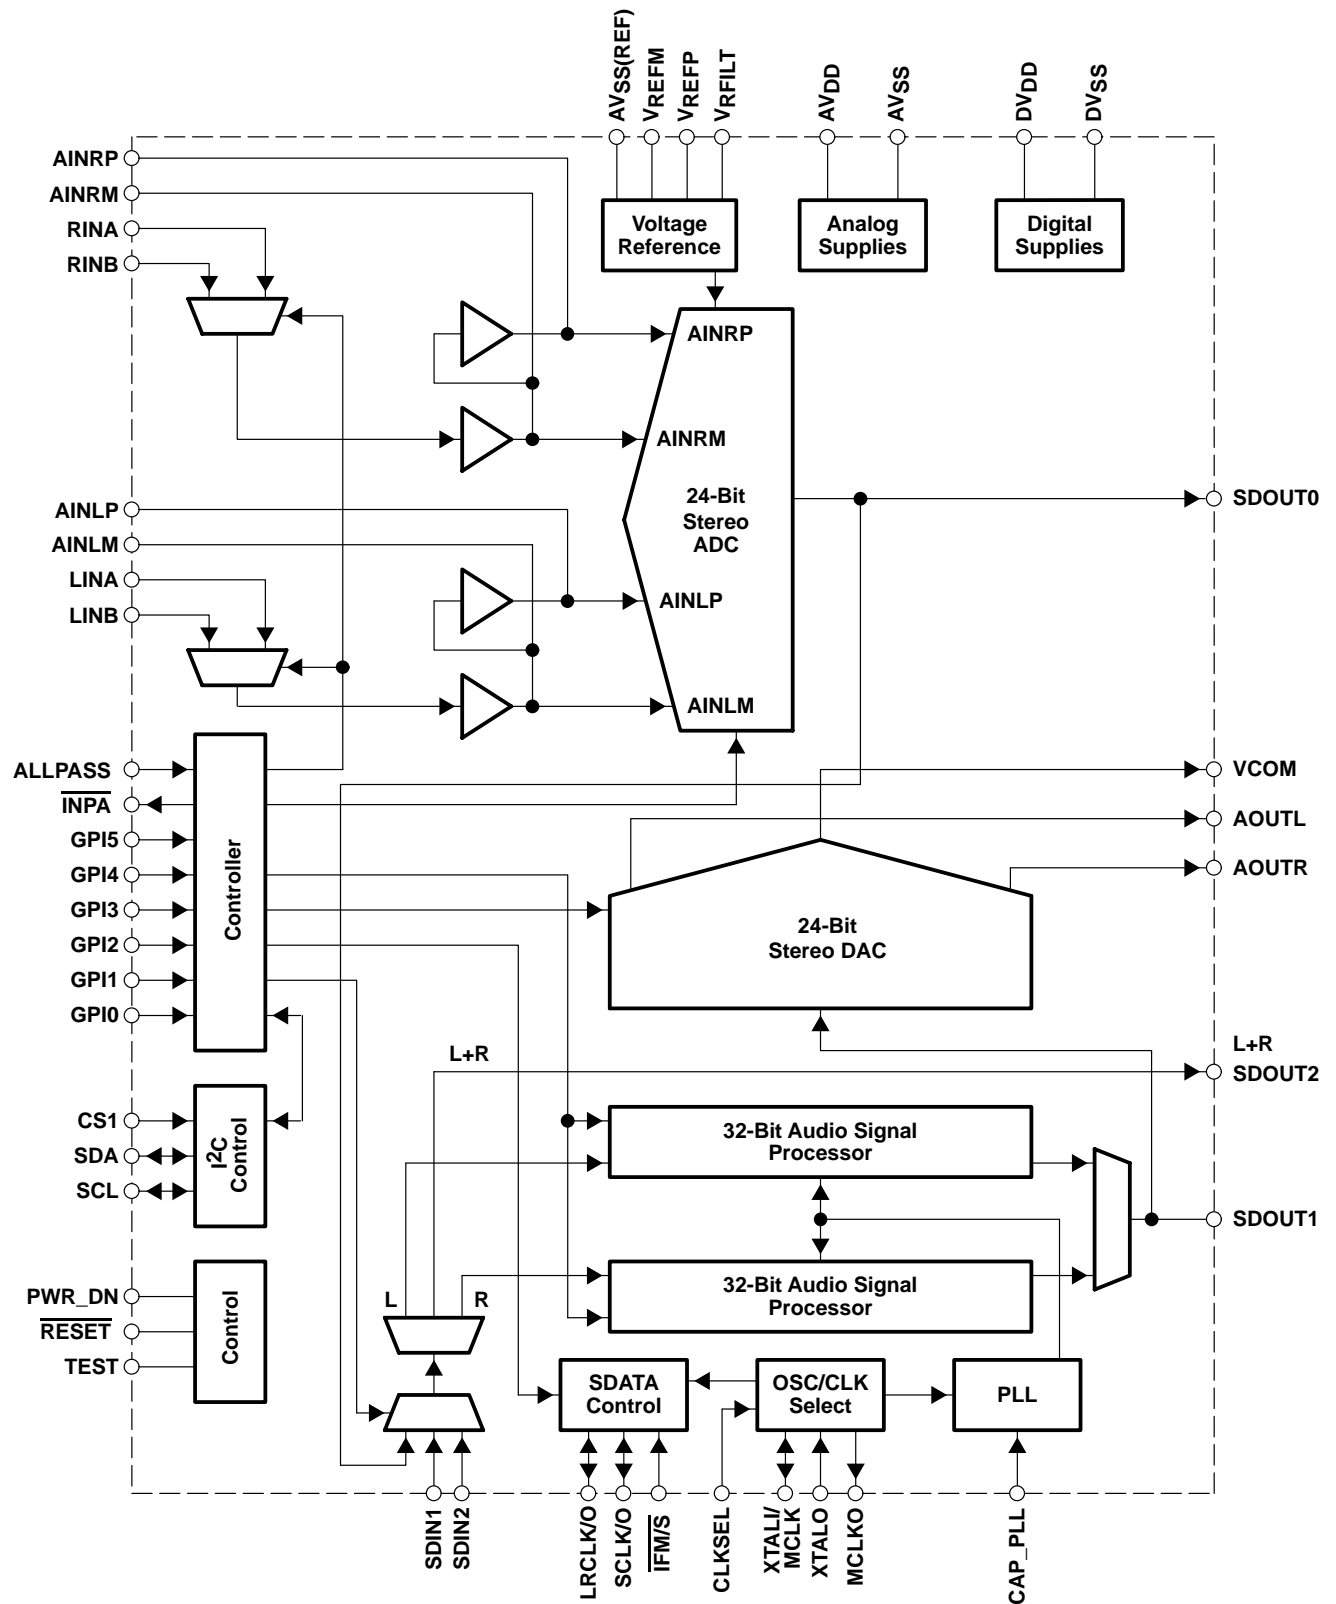 AVSS(REF)
VREFM
VREFP
VRFILT
AVDD
AVSS
DVDD
DVSS
AINRP
AINRM
RINA
RINB
Voltage
Reference
Analog
Supplies
Digital
Supplies
AINRP
AINRM
24-Bit
Stereo
ADC
SDOUT0
AINLP
AINLM
LINA
LINB
AINLP
AINLM
ALLPASS
INPA
GPI5
GPI4
GPI3
GPI2
GPI1
GPI0
Controller
VCOM
AOUTL
AOUTR
24-Bit
Stereo DAC
L+R
L+R
SDOUT2
CS1
SDA
SCL
I2C
Control
32-Bit Audio Signal
Processor
SDOUT1
32-Bit Audio Signal
Processor
PWR_DN
RESET
TEST
Control
L
R
SDATA
Control
OSC/CLK
Select
PLL
SDIN1
SDIN2
LRCLK/O
SCLK/O
IFM/S
CLKSEL
XTALI/
MCLK
XTALO
MCLKO
CAP_PLL